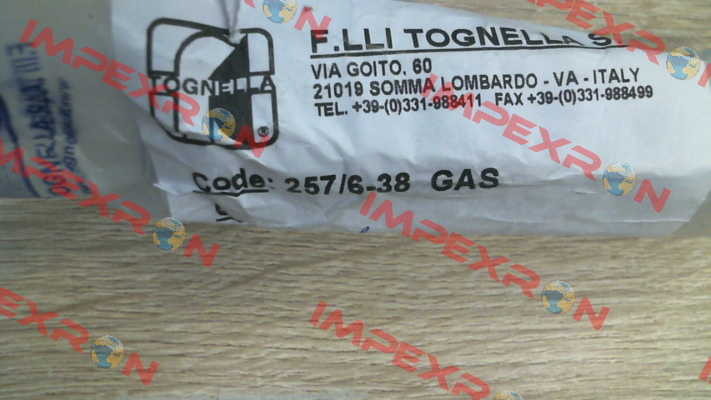 F.LLI TOGNELLA S.
VIA GOITO, 60
21019 SOMMA LOMBARDO - VA - ITALY
TEL. +39-(0)331-988411 FAX +39-(0)331-988499
TOGNELLA
®
Code: 257/6-38 GAS
IMPEXRON
IMPEXRON
IMPEXRON
IMPEXRON
IMPEXRON
IMPEXRON